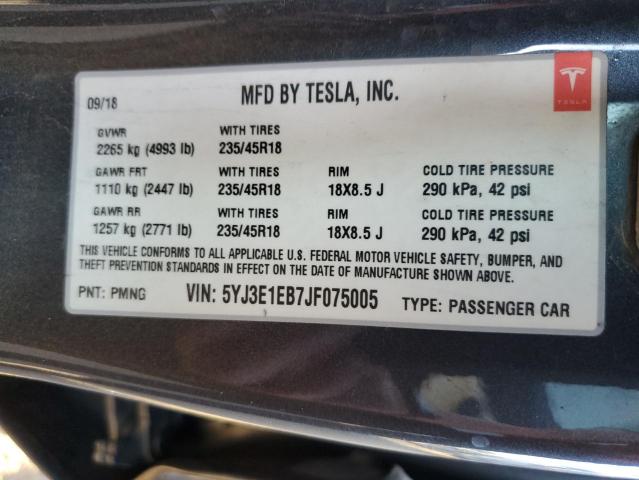 09/18 MFD BY TESLA, INC.
TESLA
GVWR WITH TIRES
2265 kg (4993 lb) 235/45R18
GAWR FRT WITH TIRES RIM COLD TIRE PRESSURE
1110 kg (2447 lb) 235/45R18 18X8.5 J 290 kPa, 42 psi
GAWR RR WITH TIRES RIM COLD TIRE PRESSURE
1257 kg (2771 lb) 235/45R18 18X8.5 J 290 kPa, 42 psi
THIS VEHICLE CONFORMS TO ALL APPLICABLE U.S. FEDERAL MOTOR VEHICLE SAFETY, BUMPER, AND
THEFT PREVENTION STANDARDS IN EFFECT ON THE DATE OF MANUFACTURE SHOWN ABOVE.
PNT: PMNG VIN: 5YJ3E1EB7JF075005 TYPE: PASSENGER CAR